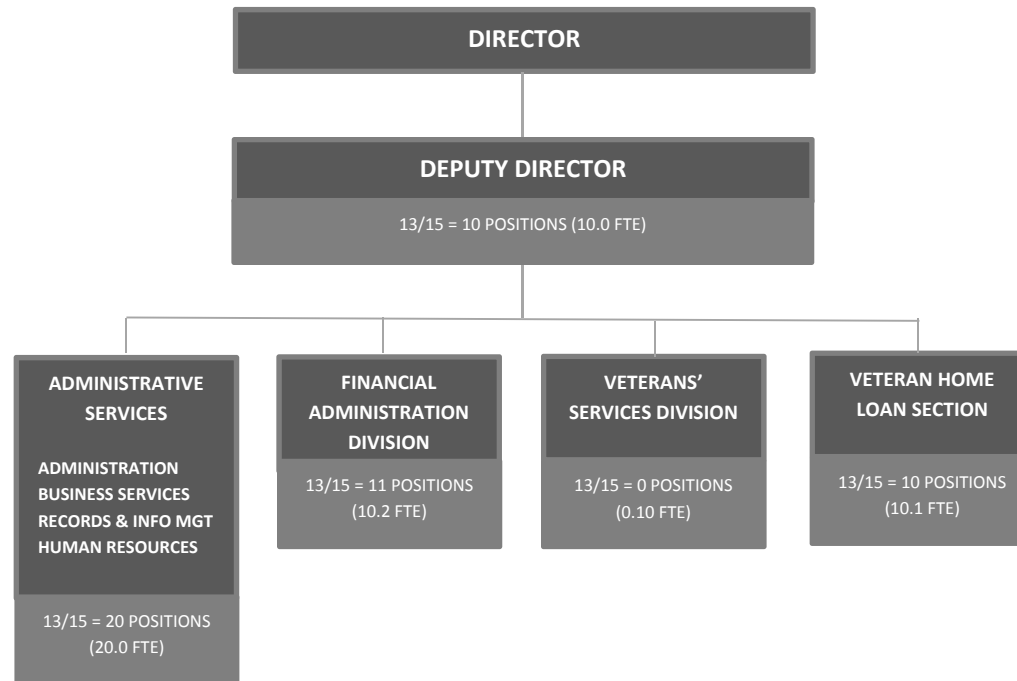 DIRECTOR
DEPUTY DIRECTOR
13/15 = 10 POSITIONS (10.0 FTE)
ADMINISTRATIVE
SERVICES
ADMINISTRATION
BUSINESS SERVICES
RECORDS & INFO MGT
HUMAN RESOURCES
13/15 = 20 POSITIONS
(20.0 FTE)
FINANCIAL
ADMINISTRATION
DIVISION
13/15 = 11 POSITIONS
(10.2 FTE)
VETERANS’
SERVICES DIVISION
13/15 = 0 POSITIONS
(0.10 FTE)
VETERAN HOME
LOAN SECTION
13/15 = 10 POSITIONS
(10.1 FTE)